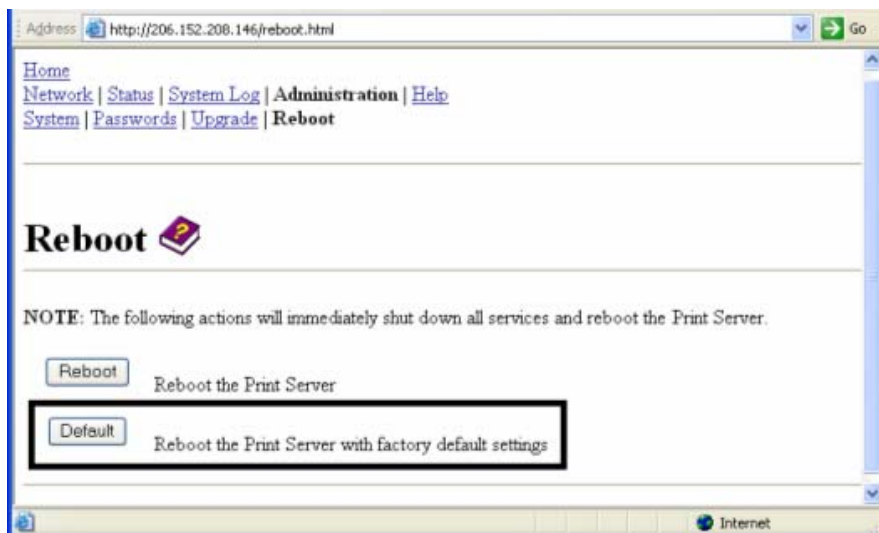 Address http://206.152.208.146/reboot.html Go
Home
Network | Status | System Log | Administration | Help
System | Passwords | Upgrade | Reboot
Reboot
NOTE: The following actions will immediately shut down all services and reboot the Print Server.
Reboot Reboot the Print Server
Default Reboot the Print Server with factory default settings
Internet